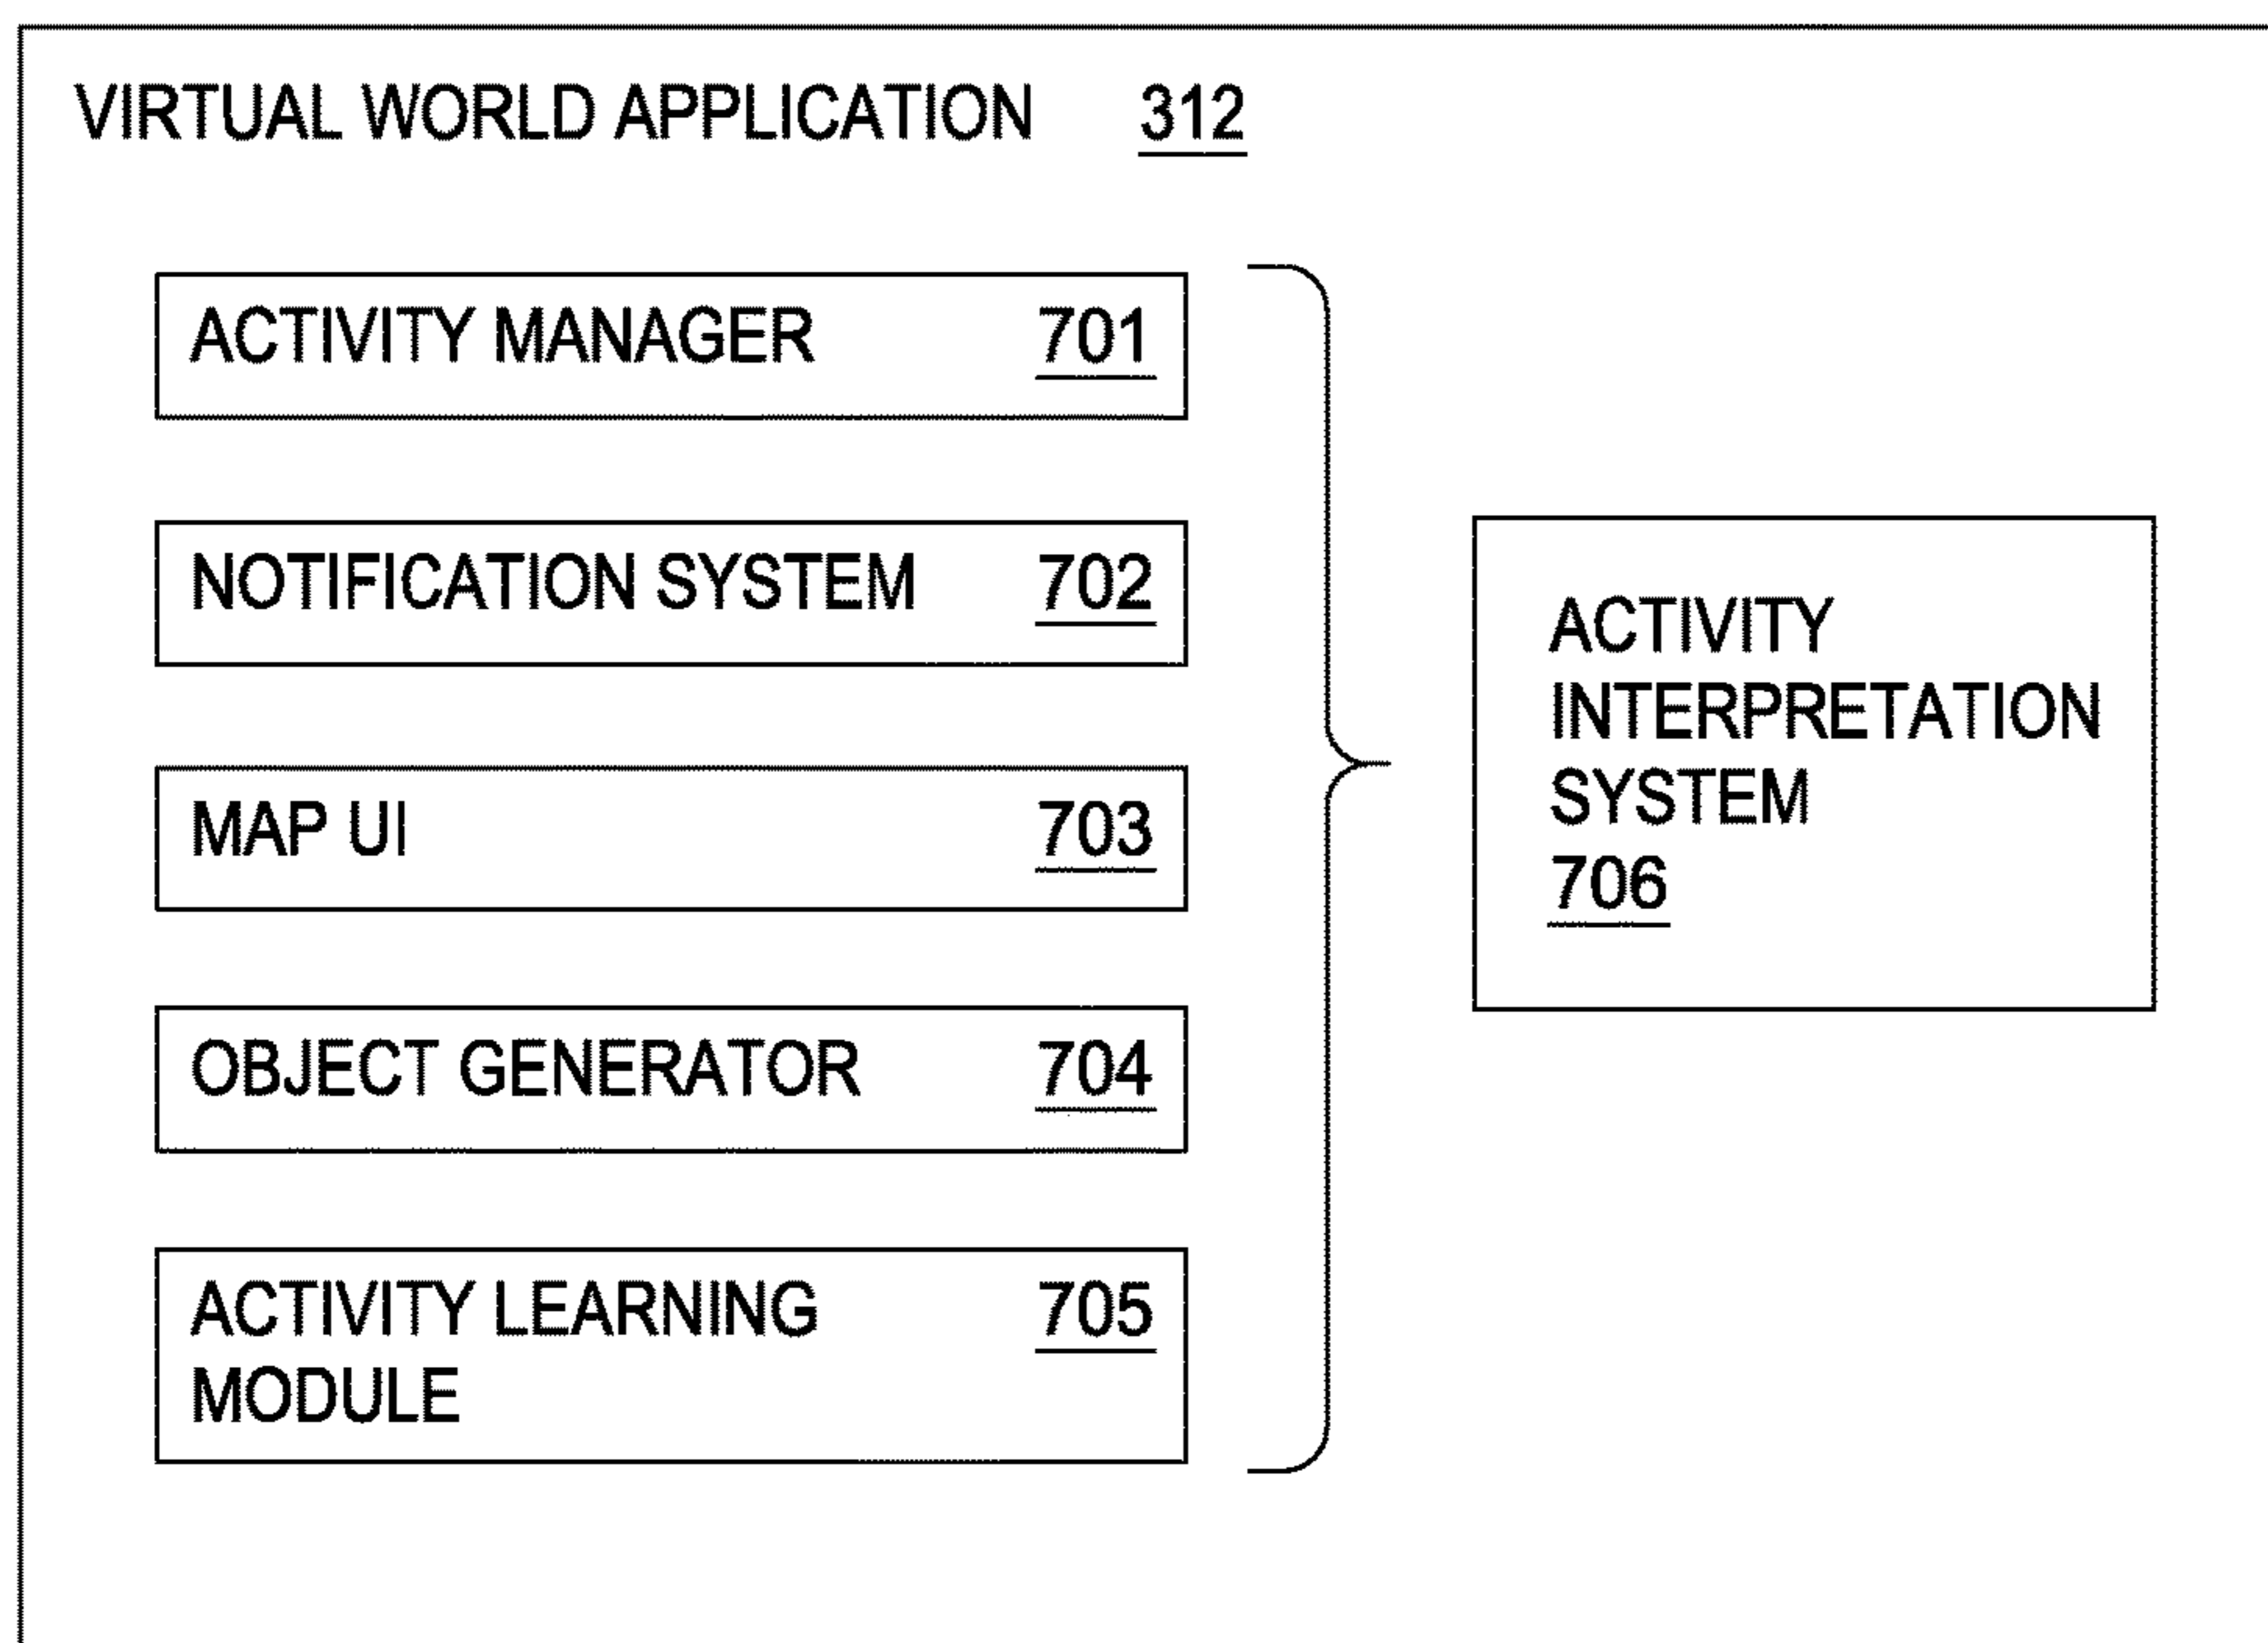 VIRTUAL WORLD APPLICATION 312
ACTIVITY MANAGER 701
NOTIFICATION SYSTEM 702
MAP UI 703
OBJECT GENERATOR 704
ACTIVITY LEARNING 705
MODULE
ACTIVITY
INTERPRETATION
SYSTEM
706